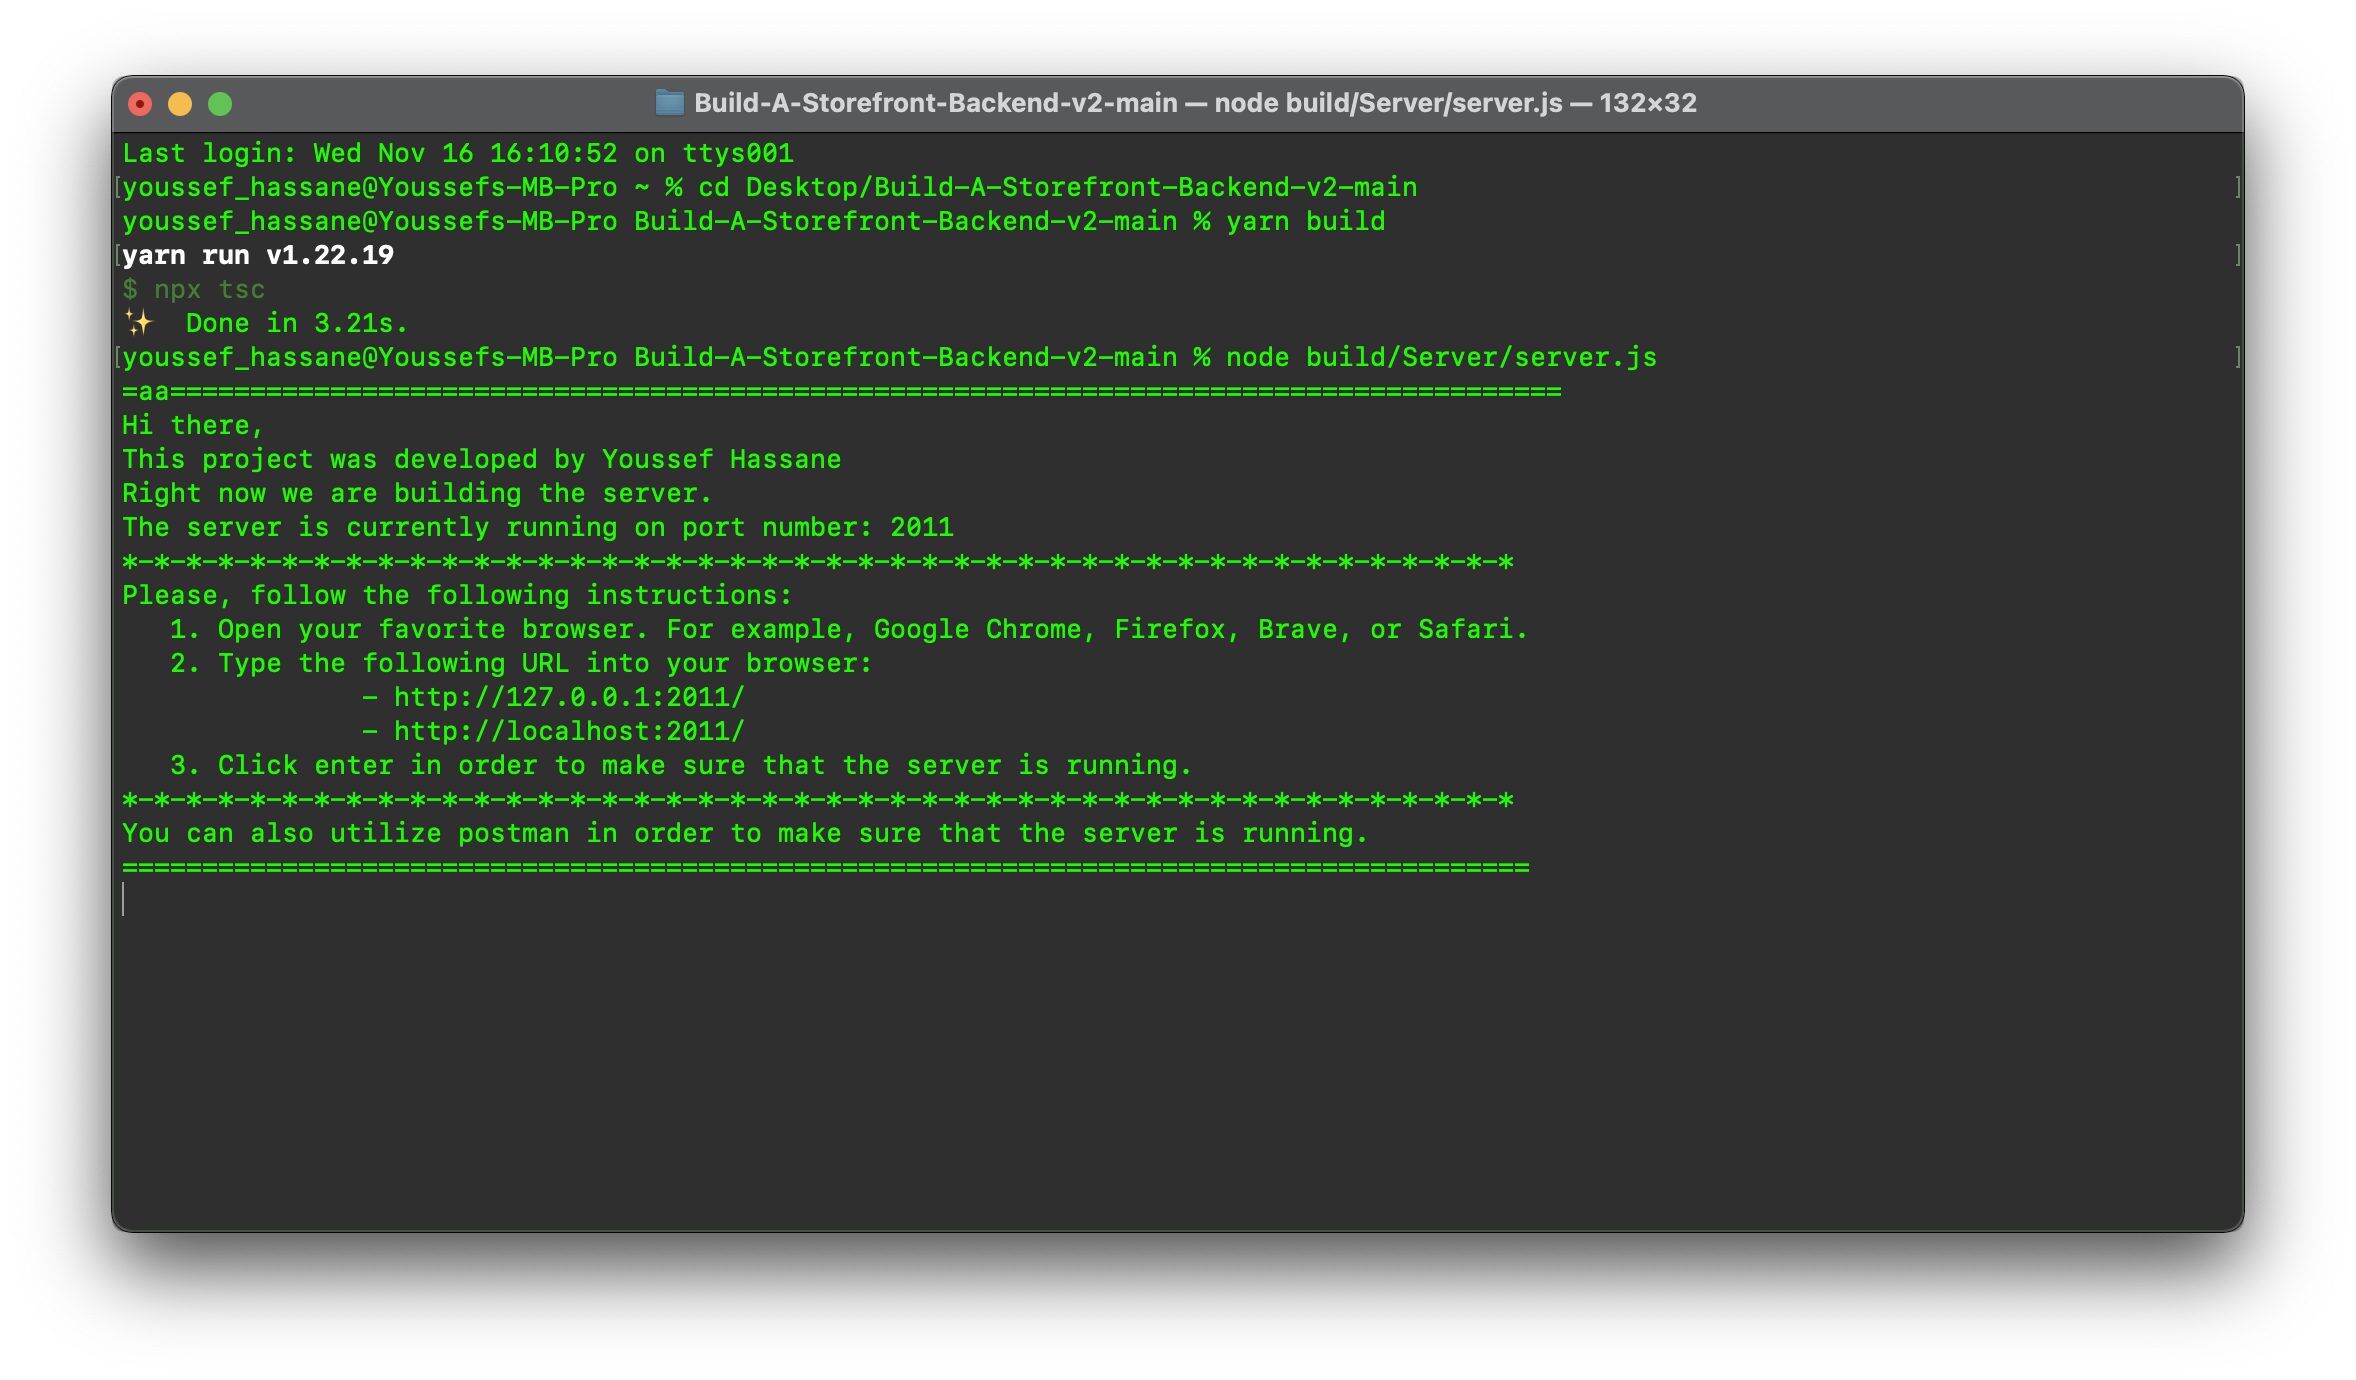 Build-A-Storefront-Backend-v2-main — node build/Server/server.js — 132×32
Last login: Wed Nov 16 16:10:52 on ttys001
[youssef_hassane@Youssefs-MB-Pro ~ % cd Desktop/Build-A-Storefront-Backend-v2-main ]
youssef_hassane@Youssefs-MB-Pro Build-A-Storefront-Backend-v2-main % yarn build
[yarn run v1.22.19 ]
$ npx tsc
✨  Done in 3.21s.
[youssef_hassane@Youssefs-MB-Pro Build-A-Storefront-Backend-v2-main % node build/Server/server.js ]
=aa=======================================================================================
Hi there,
This project was developed by Youssef Hassane
Right now we are building the server.
The server is currently running on port number: 2011
*-*-*-*-*-*-*-*-*-*-*-*-*-*-*-*-*-*-*-*-*-*-*-*-*-*-*-*-*-*-*-*-*-*-*-*-*-*-*-*-*-*-*-*
Please, follow the following instructions:
   1. Open your favorite browser. For example, Google Chrome, Firefox, Brave, or Safari.
   2. Type the following URL into your browser:
               - http://127.0.0.1:2011/
               - http://localhost:2011/
   3. Click enter in order to make sure that the server is running.
*-*-*-*-*-*-*-*-*-*-*-*-*-*-*-*-*-*-*-*-*-*-*-*-*-*-*-*-*-*-*-*-*-*-*-*-*-*-*-*-*-*-*-*
You can also utilize postman in order to make sure that the server is running.
========================================================================================